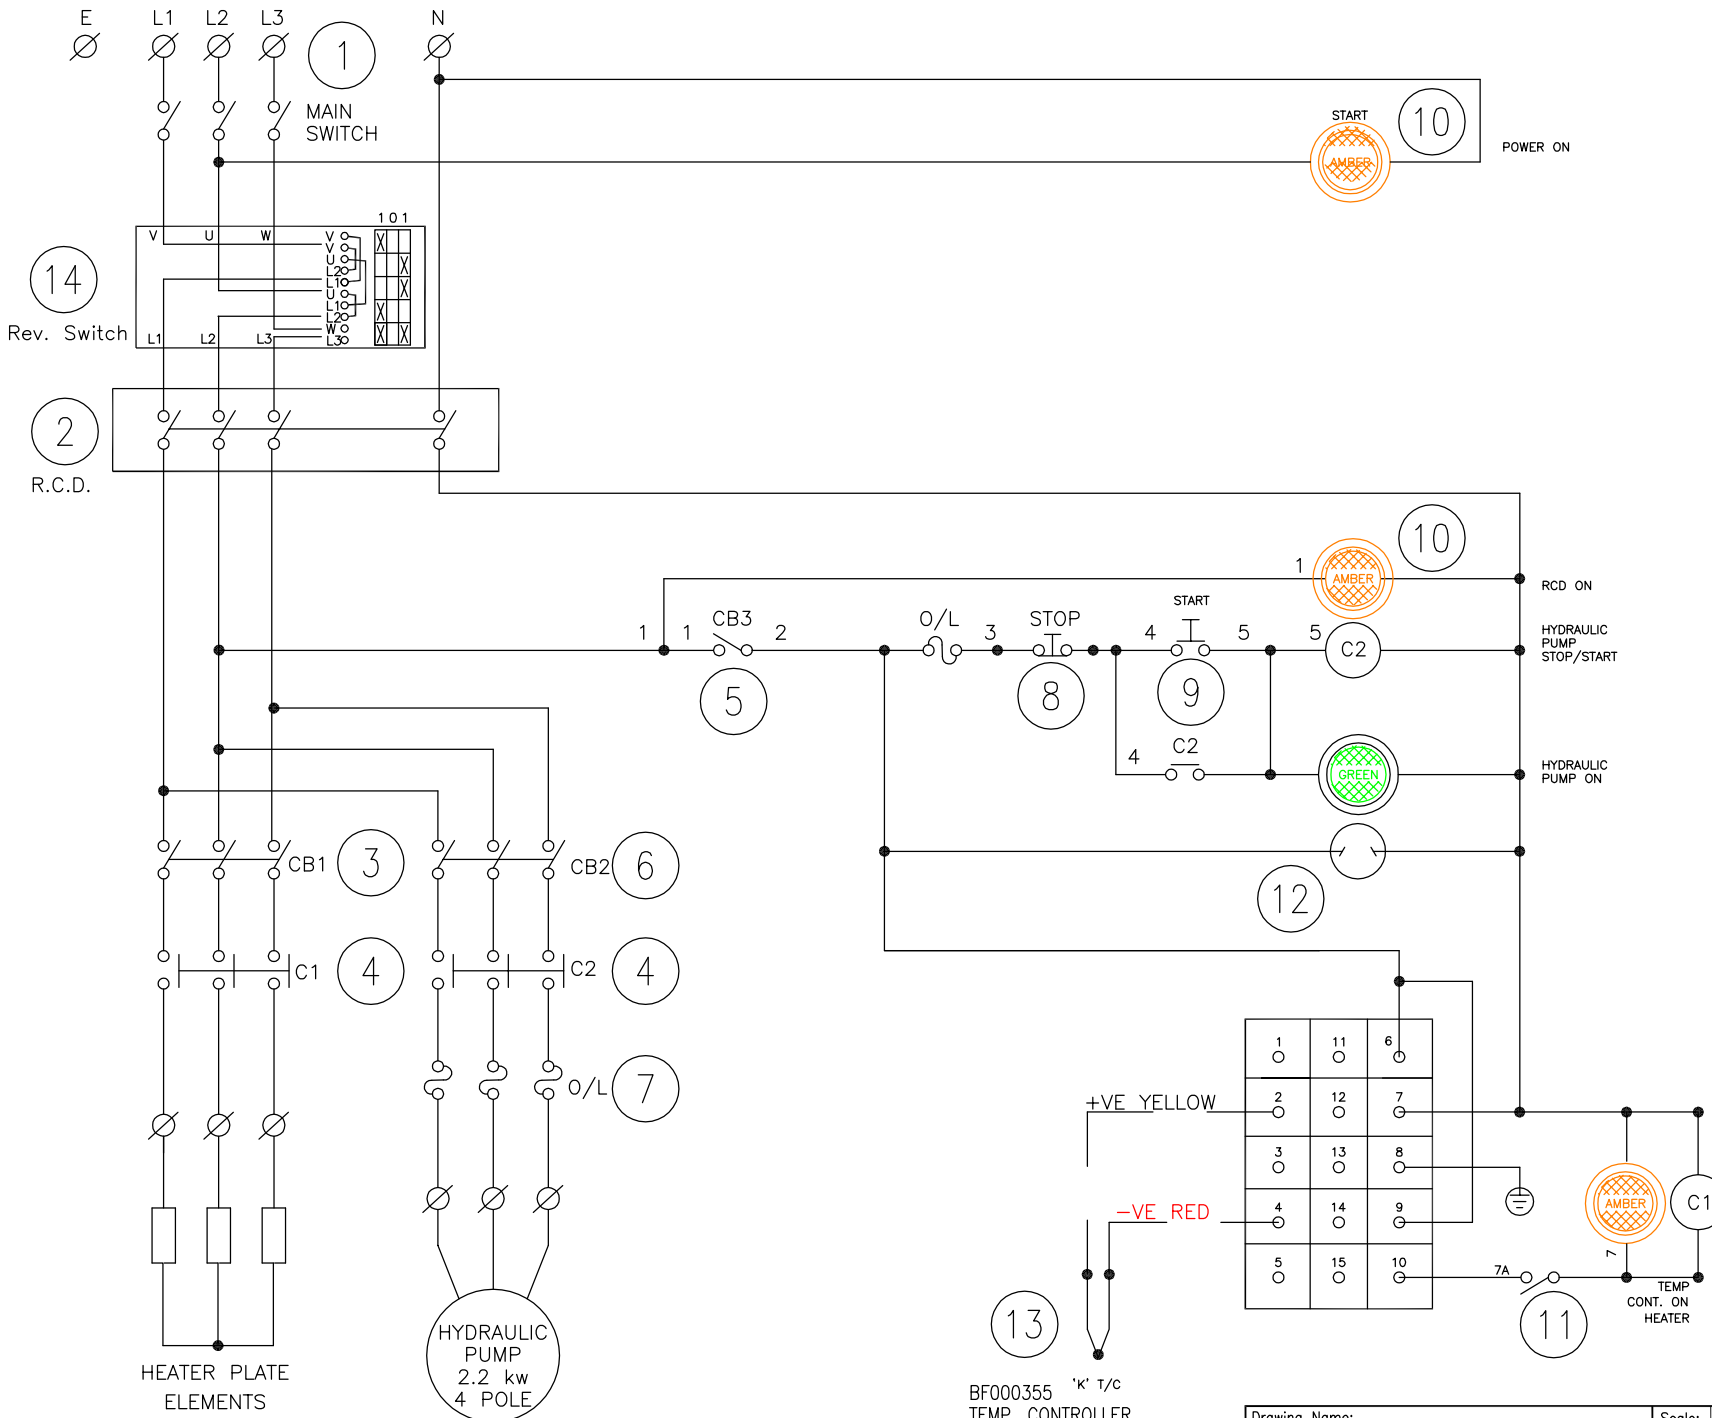 E L1 L2 L3 N
1
MAIN
SWITCH
START
AMBER
10
POWER ON
1 0 1
V U W
V
V
U
L2
L1
U
L1
L2
W
L3
L1 L2 L3
X
X
X
X
X X
14
Rev. Switch
2
R.C.D.
10
1
AMBER
RCD ON
START
1 1 CB3 2 O/L 3 STOP 4 5 5 C2
HYDRAULIC
PUMP
STOP/START
5 8 9
4 C2
GREEN
HYDRAULIC
PUMP ON
CB1 3 CB2 6
12
C1 4 C2 4
O/L 7
1 11 6
2 12 7
3 13 8
4 14 9
5 15 10
+VE YELLOW
-VE RED
AMBER
C1
7
7A
TEMP
CONT. ON
HEATER
11
13
'K' T/C
BF000355
TEMP. CONTROLLER
HYDRAULIC
PUMP
2.2 kw
4 POLE
HEATER PLATE
ELEMENTS
Drawing Name: Scale: